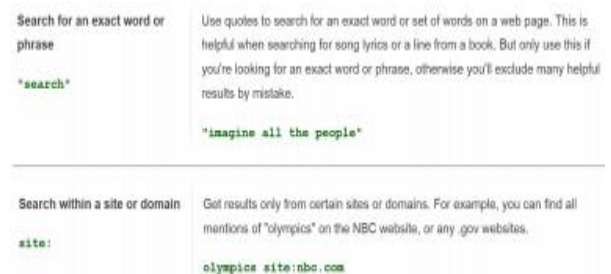 Search for an exact word or
phrase
"search"
Use quotes to search for an exact word or set of words on a web page. This is
helpful when searching for song lyrics or a line from a book. But only use this if
you're looking for an exact word or phrase, otherwise you'll exclude many helpful
results by mistake.
"imagine all the people"
Search within a site or domain
site:
Get results only from certain sites or domains. For example, you can find all
mentions of "olympics" on the NBC website, or any .gov websites.
olympics site:nbc.com